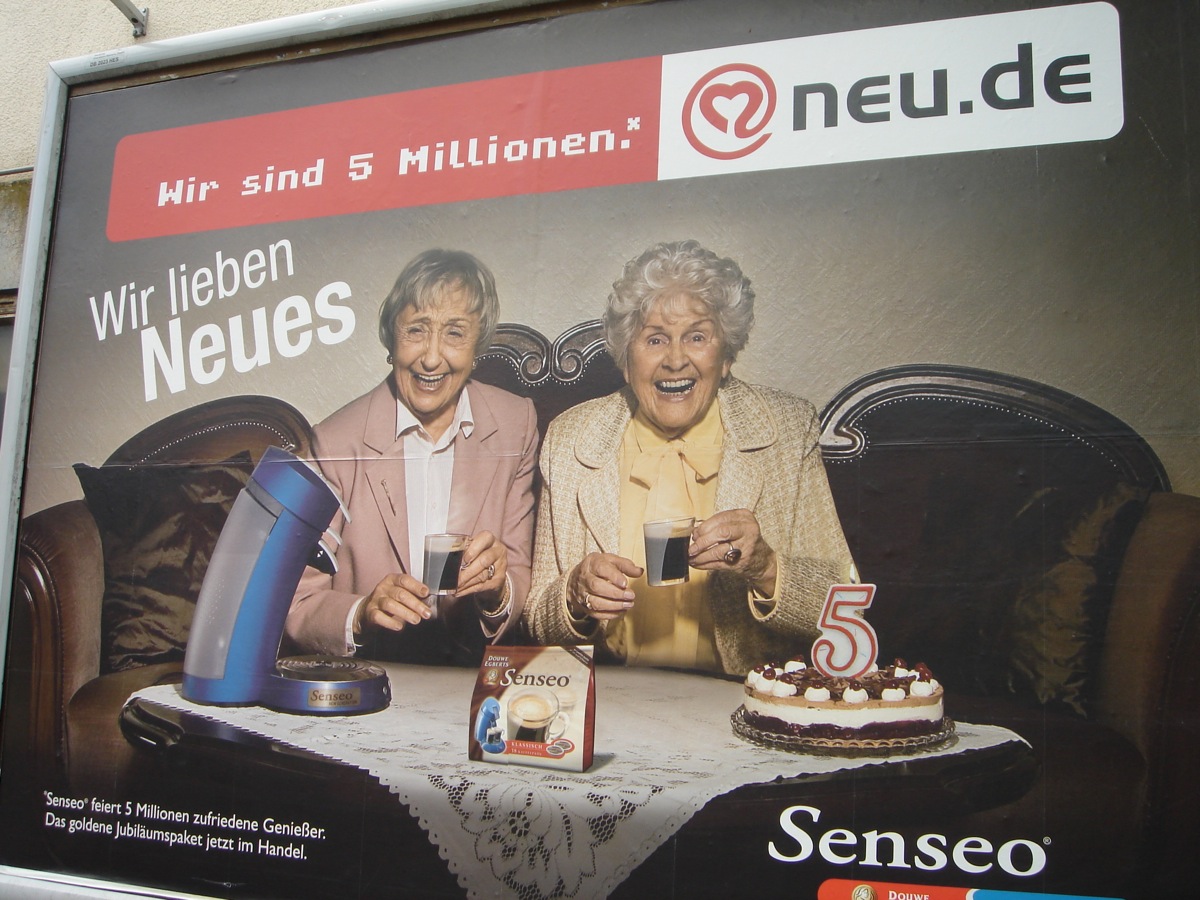 Wir sind 5 Millionen.*
neu.de
Wir lieben
Neues
5
Senseo
DOUWE
EGBERTS
Senseo®
KLASSISCH
*Senseo® feiert 5 Millionen zufriedene Genießer.
Das goldene Jubiläumspaket jetzt im Handel.
Senseo®
DOUWE